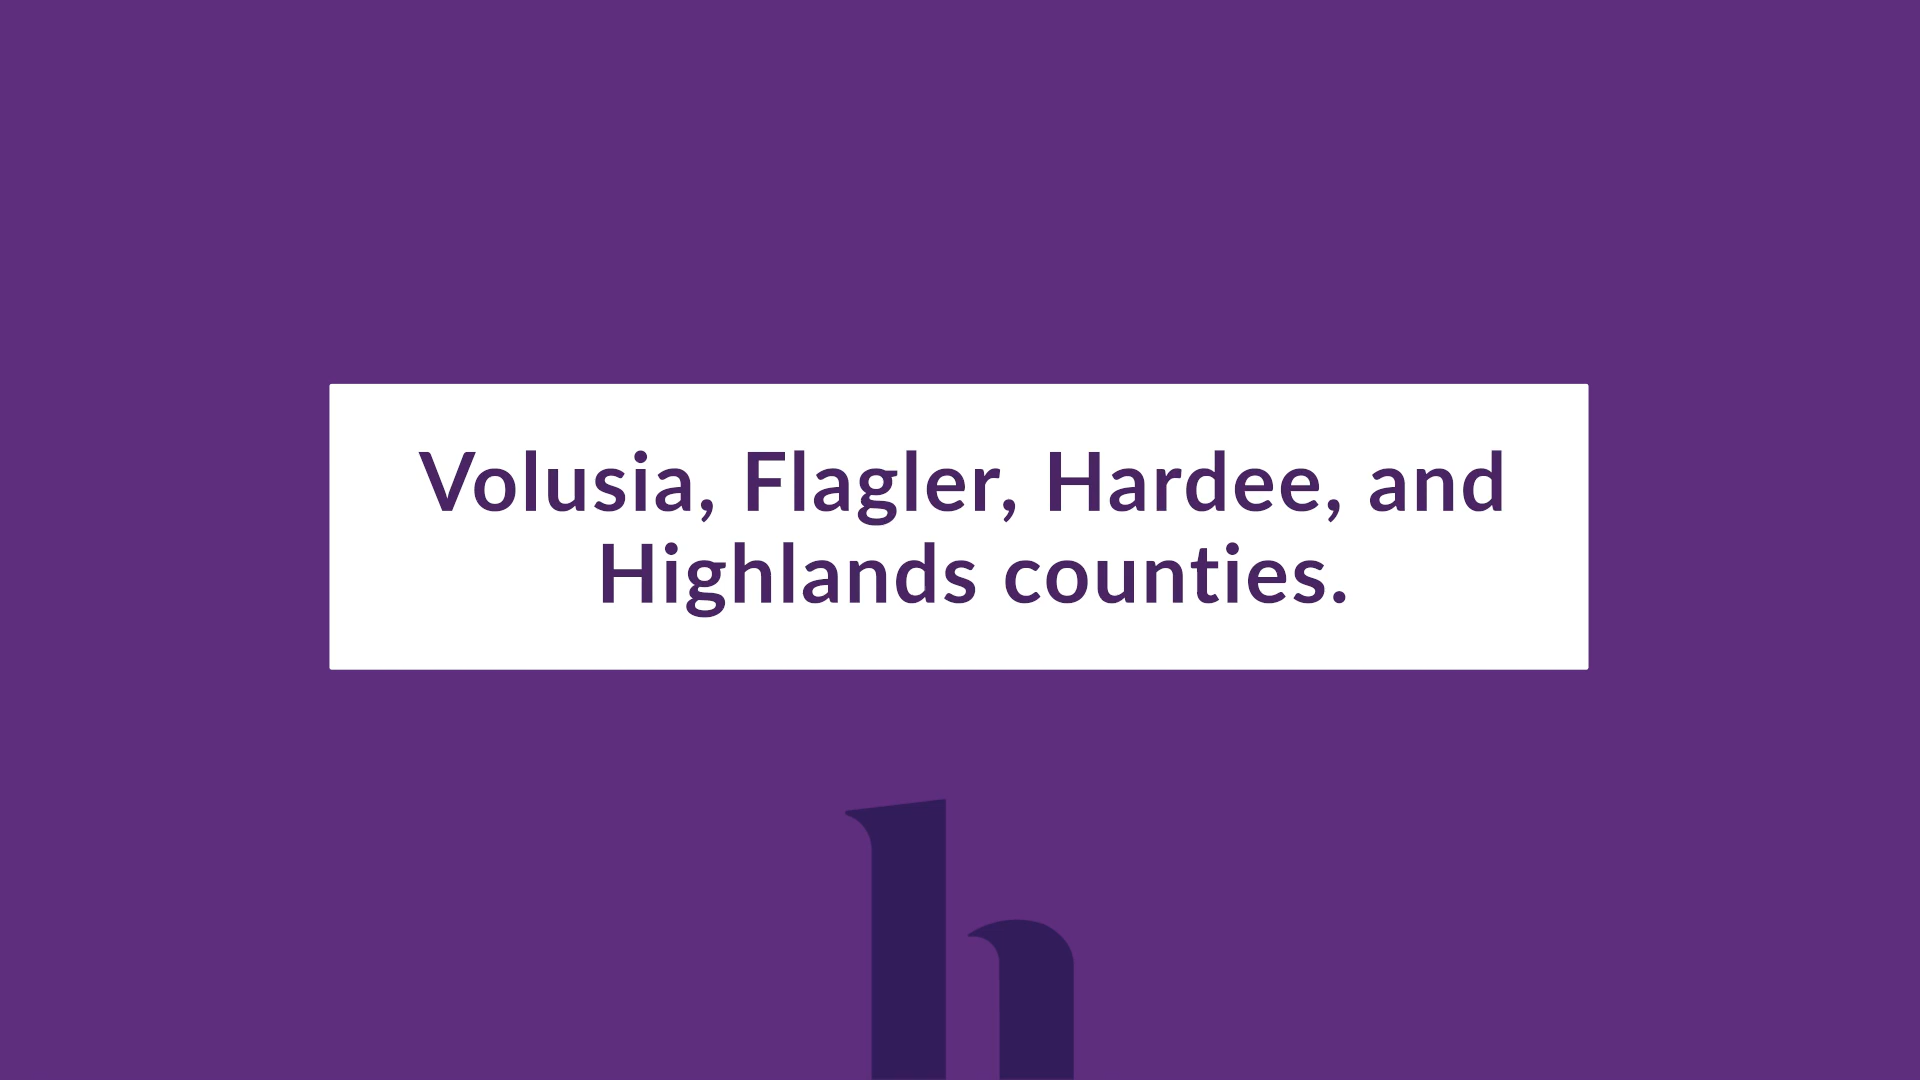 Volusia, Flagler, Hardee, and
Highlands counties.
h